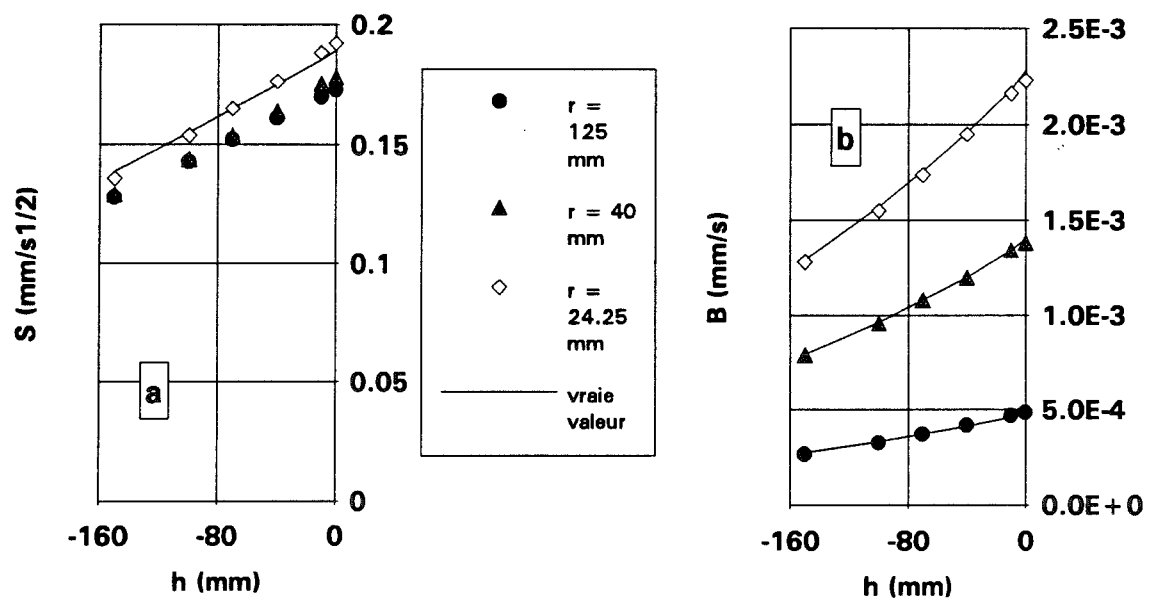 0.2
0.15
0.1
0.05
0
-160
-80
0
h (mm)
S (mm/s1/2)
a
r =
125
mm
r = 40
mm
r =
24.25
mm
vraie
valeur
2.5E-3
2.0E-3
1.5E-3
1.0E-3
5.0E-4
0.0E+0
-160
-80
0
h (mm)
B (mm/s)
b